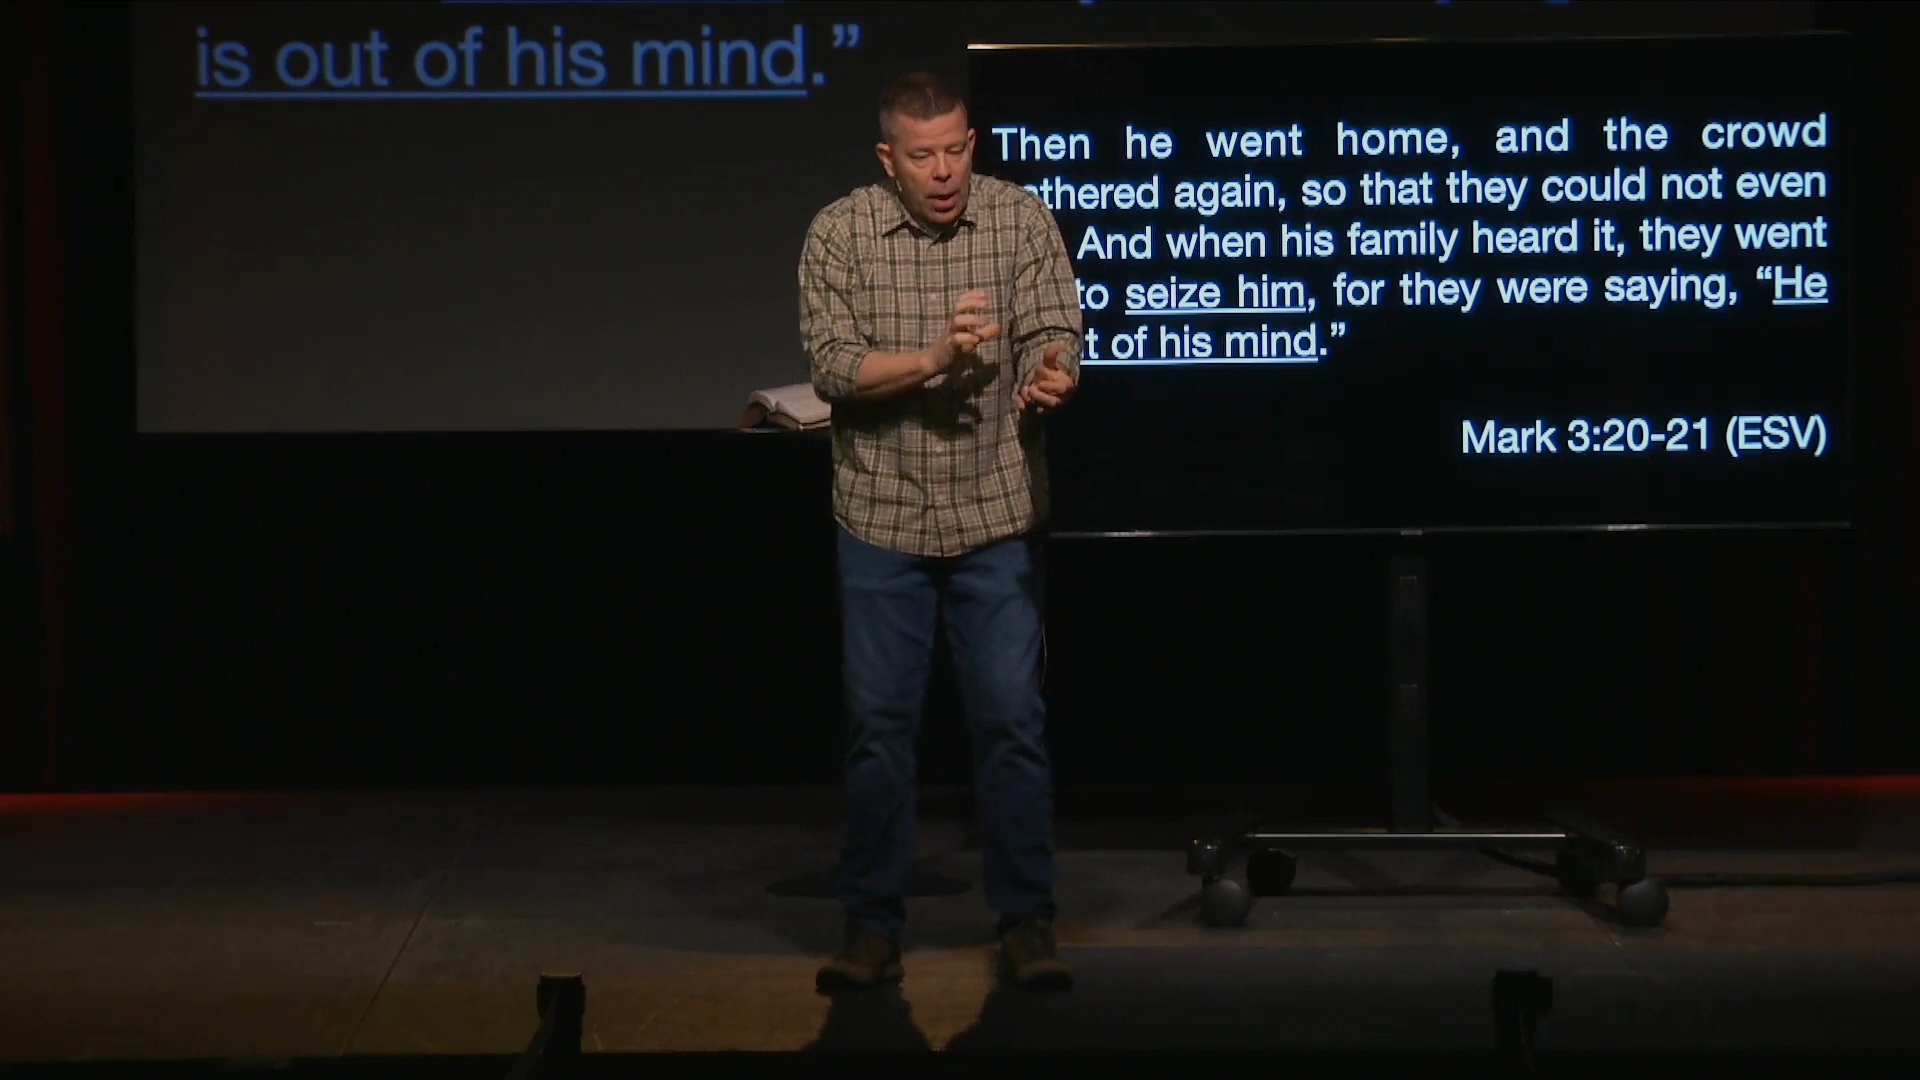 is out of his mind.”
Then he went home, and the crowd
athered again, so that they could not even
And when his family heard it, they went
to seize him, for they were saying, “He
t of his mind.”
Mark 3:20-21 (ESV)